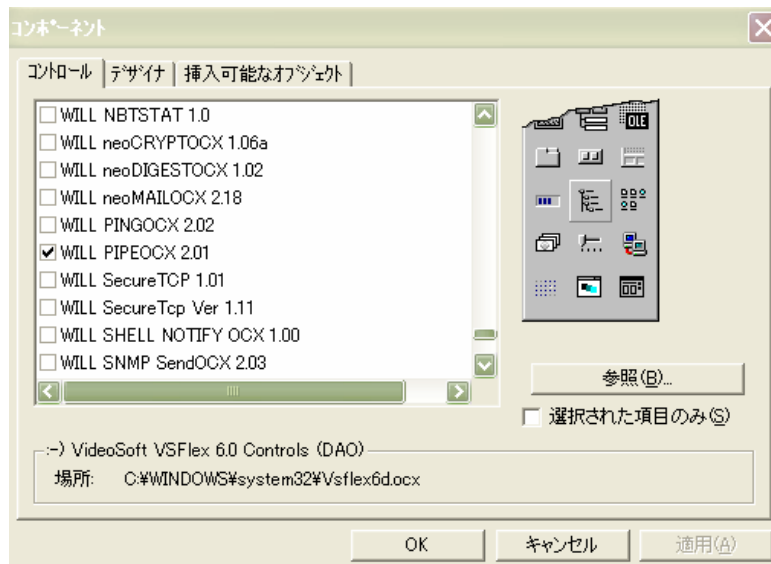 コンポーネント
コントロール デザイナ 挿入可能なオブジェクト
WILL NBTSTAT 1.0
WILL neoCRYPTOCX 1.06a
WILL neoDIGESTOCX 1.02
WILL neoMAILOCX 2.18
WILL PINGOCX 2.02
WILL PIPEOCX 2.01
WILL SecureTCP 1.01
WILL SecureTcp Ver 1.11
WILL SHELL NOTIFY OCX 1.00
WILL SNMP SendOCX 2.03
OLE
参照(B)...
選択された項目のみ(S)
:-) VideoSoft VSFlex 6.0 Controls (DAO)
場所: C:¥WINDOWS¥system32¥Vsflex6d.ocx
OK キャンセル 適用(A)